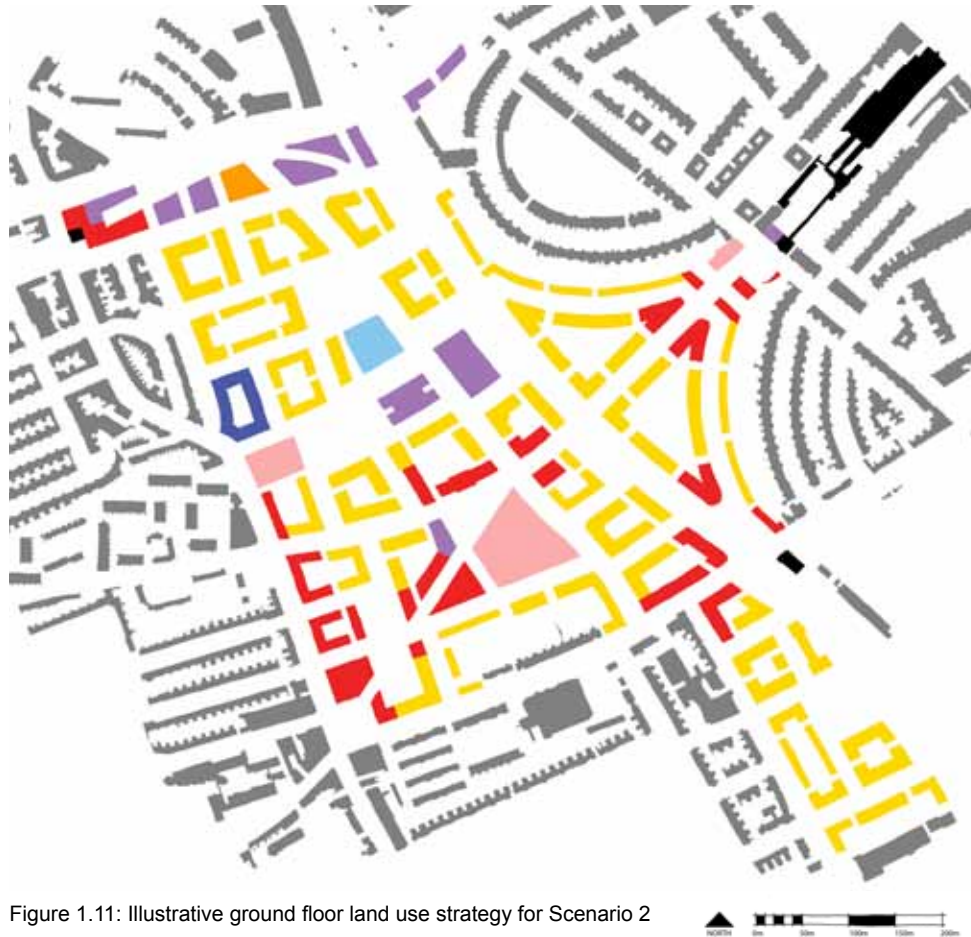 Figure 1.11: Illustrative ground floor land use strategy for Scenario 2
NORTH
0m 50m 100m 150m 200m